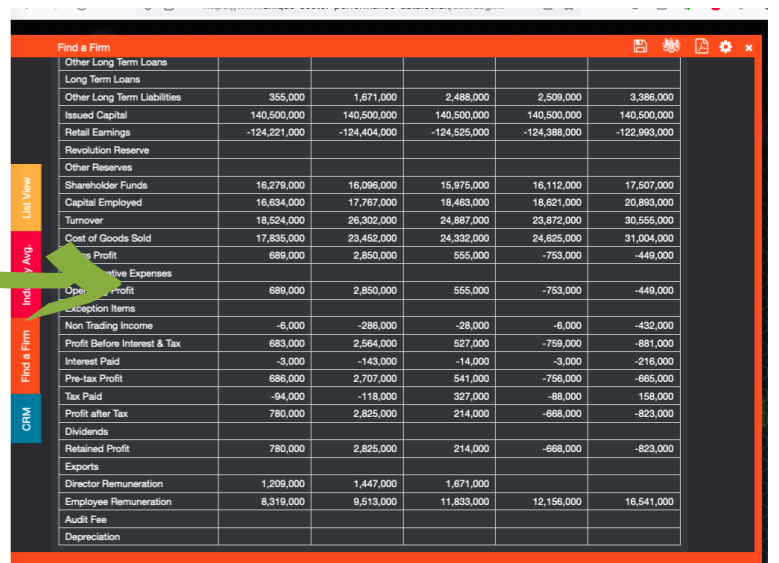 Find a Firm
Other Long Term Loans
Long Term Loans
Other Long Term Liabilities 355,000 1,671,000 2,488,000 2,509,000 3,386,000
Issued Capital 140,500,000 140,500,000 140,500,000 140,500,000 140,500,000
Retail Earnings -124,221,000 -124,404,000 -124,525,000 -124,388,000 -122,993,000
Revolution Reserve
Other Reserves
Shareholder Funds 16,279,000 16,096,000 15,975,000 16,112,000 17,507,000
Capital Employed 16,634,000 17,767,000 18,463,000 18,621,000 20,893,000
Turnover 18,524,000 26,302,000 24,887,000 23,872,000 30,555,000
Cost of Goods Sold 17,835,000 23,452,000 24,332,000 24,625,000 31,004,000
Profit 689,000 2,850,000 555,000 -753,000 -449,000
Expenses
Profit 689,000 2,850,000 555,000 -753,000 -449,000
Exception Items
Non Trading Income -6,000 -286,000 -28,000 -6,000 -432,000
Profit Before Interest & Tax 683,000 2,564,000 527,000 -759,000 -881,000
Interest Paid -3,000 -143,000 -14,000 -3,000 -216,000
Pre-tax Profit 686,000 2,707,000 541,000 -756,000 -665,000
Tax Paid -94,000 -118,000 327,000 -88,000 158,000
Profit after Tax 780,000 2,825,000 214,000 -668,000 -823,000
Dividends
Retained Profit 780,000 2,825,000 214,000 -668,000 -823,000
Exports
Director Remuneration 1,209,000 1,447,000 1,671,000
Employee Remuneration 8,319,000 9,513,000 11,833,000 12,156,000 16,541,000
Audit Fee
Depreciation
List View
Avg.
Find a Firm
CRM